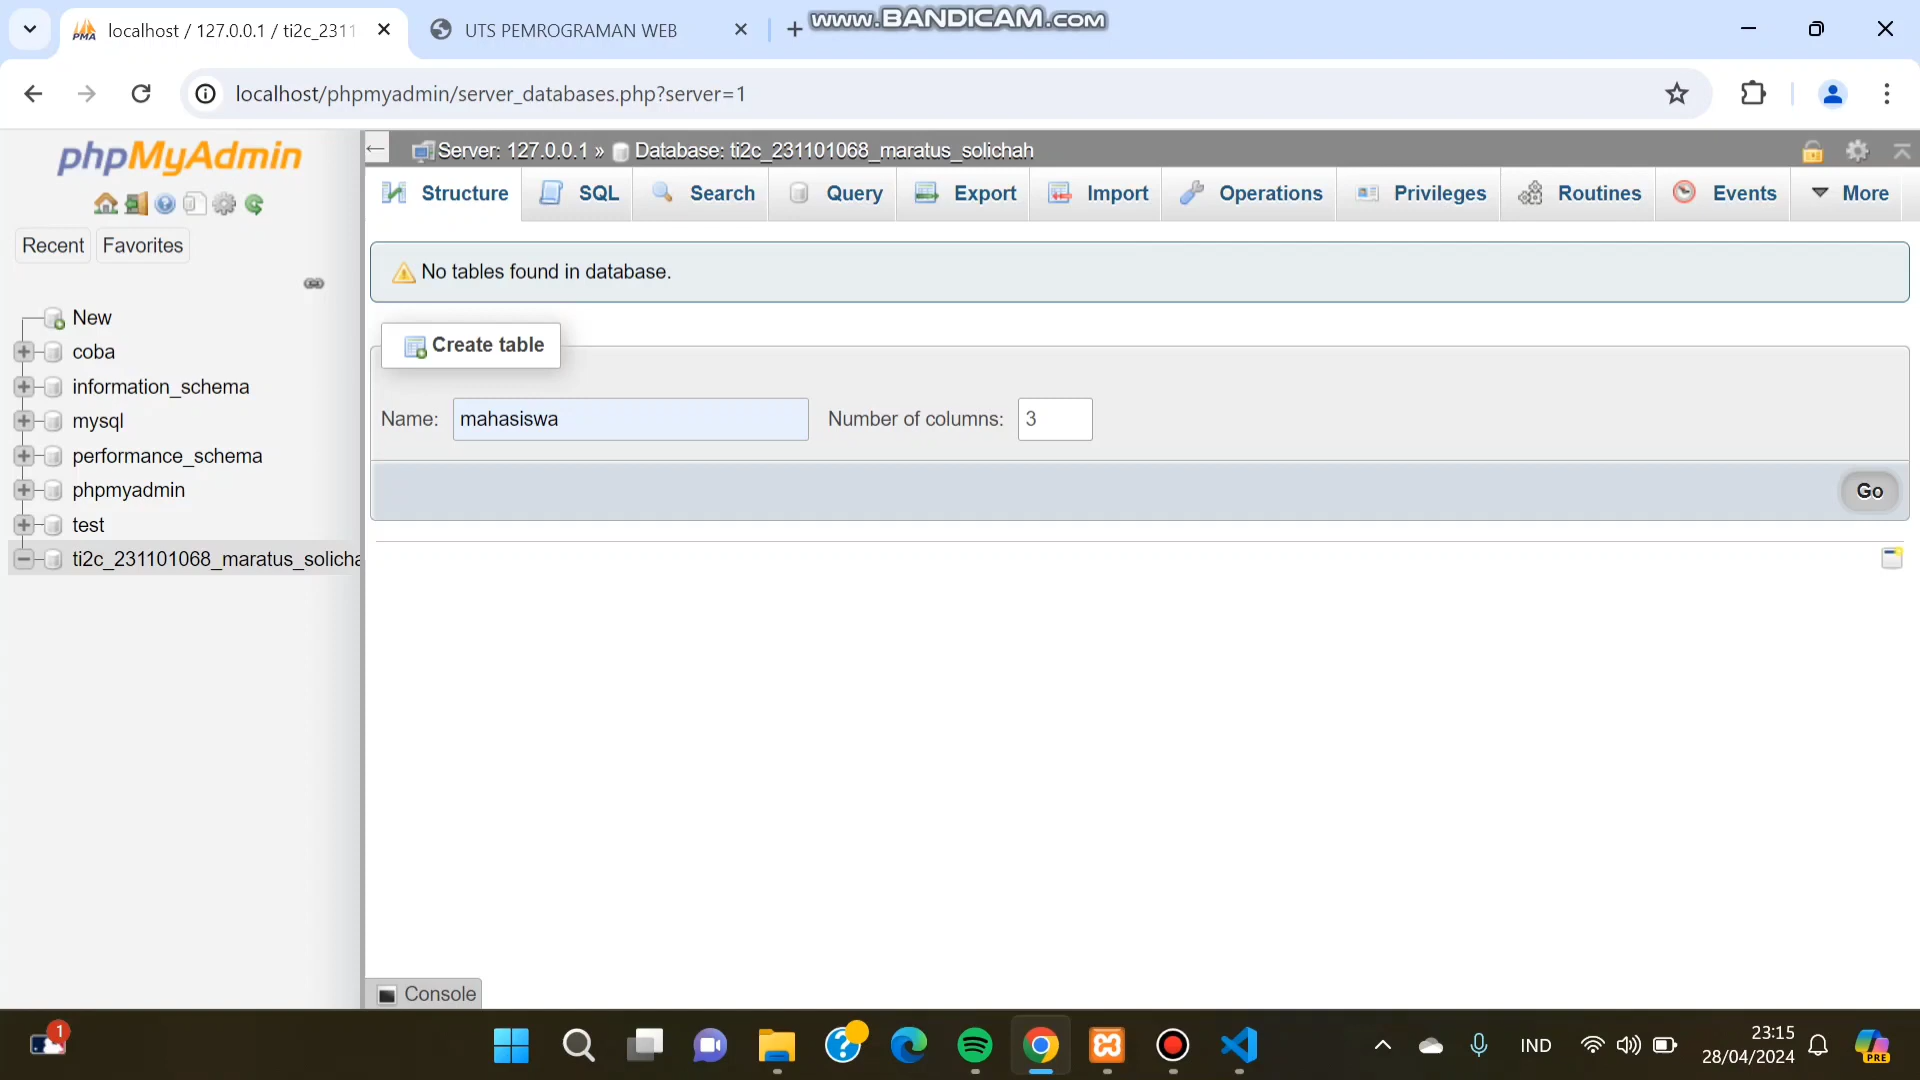 localhost / 127.0.0.1 / ti2c_2311
UTS PEMROGRAMAN WEB
www.BANDICAM.com
localhost/phpmyadmin/server_databases.php?server=1
phpMyAdmin
Recent
Favorites
New
coba
information_schema
mysql
performance_schema
phpmyadmin
test
ti2c_231101068_maratus_solicha
Server: 127.0.0.1 » Database: ti2c_231101068_maratus_solichah
Structure SQL Search Query Export Import Operations Privileges Routines Events More
No tables found in database.
Create table
Name: mahasiswa Number of columns: 3
Go
Console
1
IND
23:15
28/04/2024
PRE